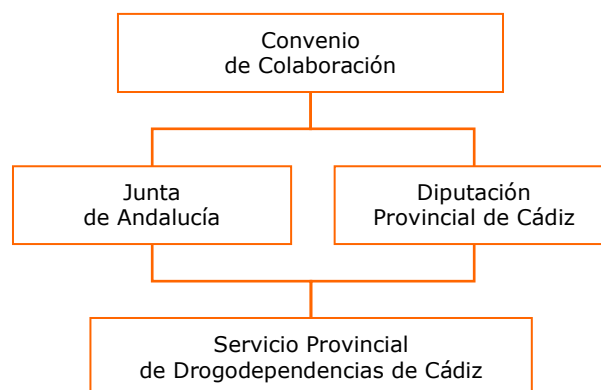 Convenio
de Colaboración
Junta
de Andalucía
Diputación
Provincial de Cádiz
Servicio Provincial
de Drogodependencias de Cádiz